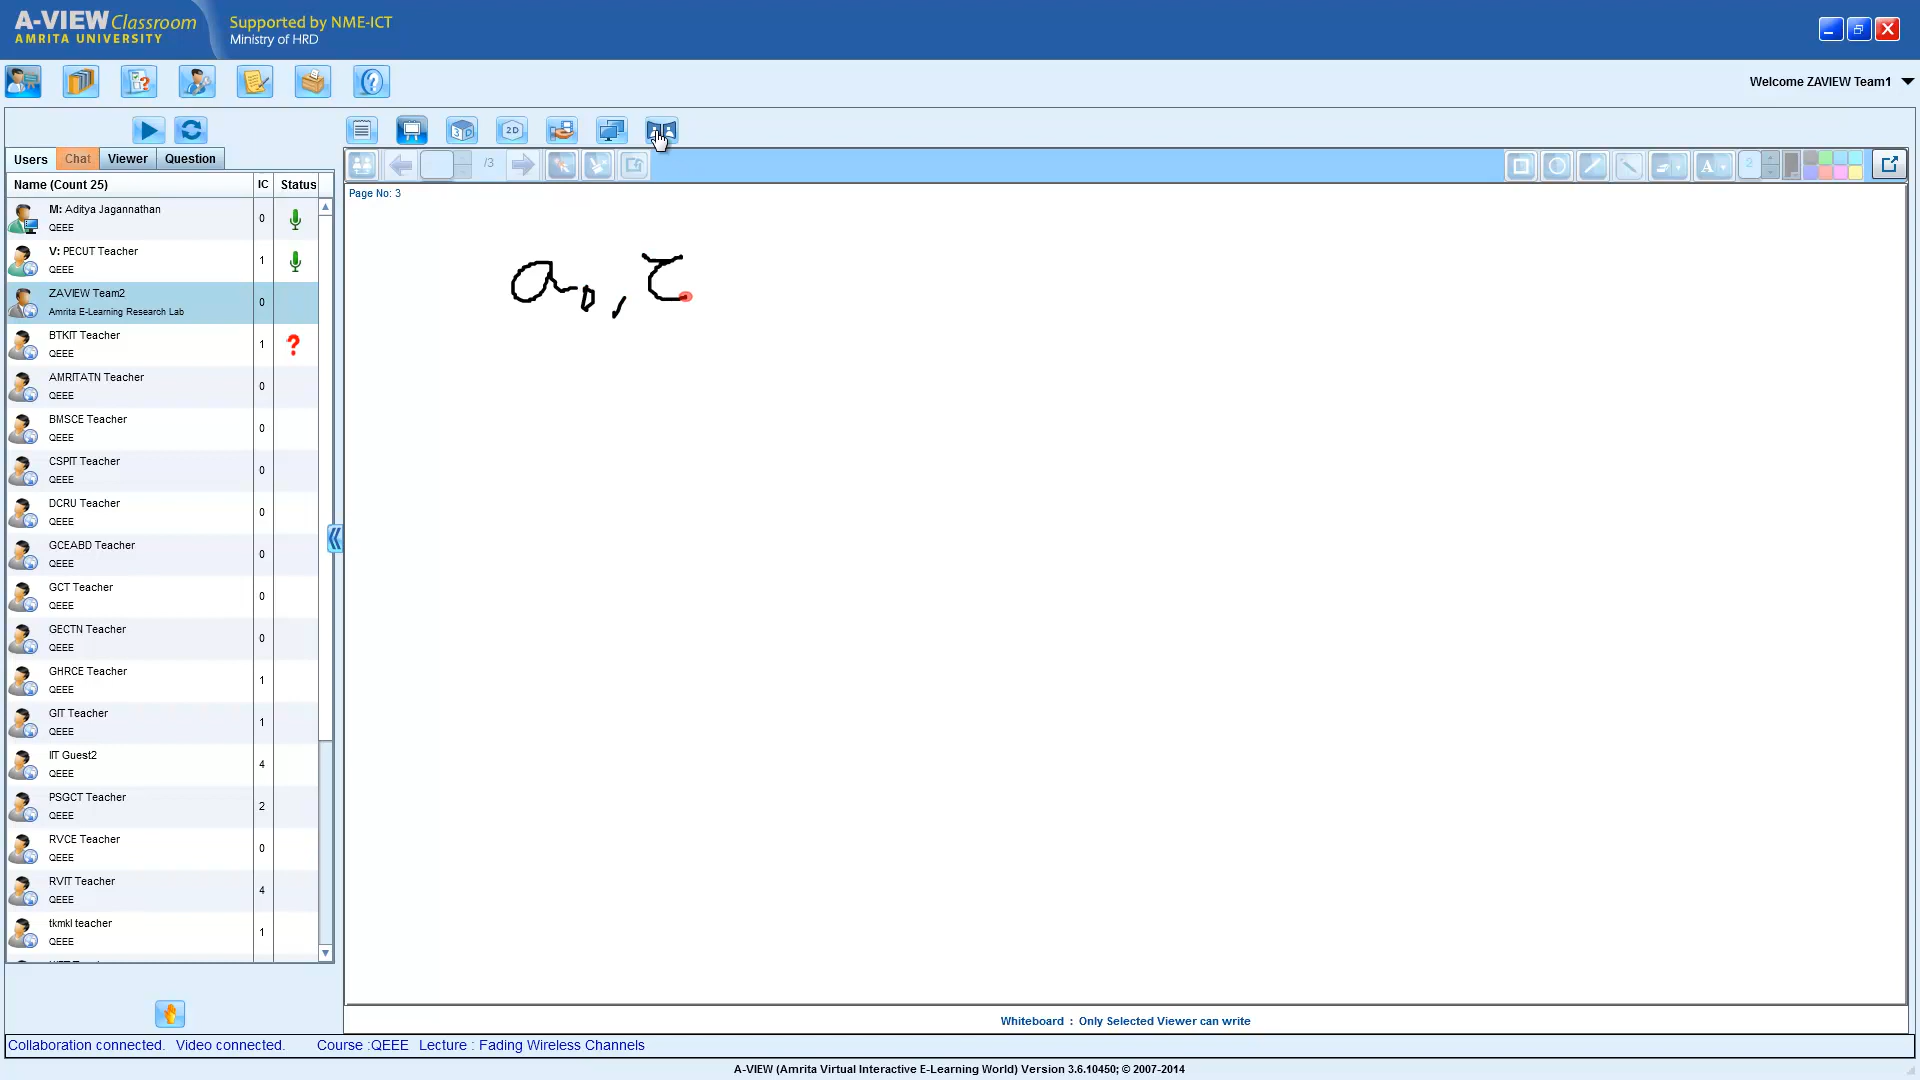 A-VIEW Classroom
AMRITA UNIVERSITY
Supported by NME-ICT
Ministry of HRD
Welcome ZAVIEW Team1
3D
2D
Users Chat Viewer Question
/3
A
2
Name (Count 25) IC Status
Page No: 3
M: Aditya Jagannathan
QEEE
0
V: PECUT Teacher
QEEE
1
ZAVIEW Team2
Amrita E-Learning Research Lab
0
BTKIT Teacher
QEEE
1
?
AMRITATN Teacher
QEEE
0
BMSCE Teacher
QEEE
0
CSPIT Teacher
QEEE
0
DCRU Teacher
QEEE
0
GCEABD Teacher
QEEE
0
GCT Teacher
QEEE
0
GECTN Teacher
QEEE
0
GHRCE Teacher
QEEE
1
GIT Teacher
QEEE
1
IIT Guest2
QEEE
4
PSGCT Teacher
QEEE
2
RVCE Teacher
QEEE
0
RVIT Teacher
QEEE
4
tkmkl teacher
QEEE
1
a₀, τ
Whiteboard : Only Selected Viewer can write
Collaboration connected. Video connected. Course :QEEE Lecture : Fading Wireless Channels
A-VIEW (Amrita Virtual Interactive E-Learning World) Version 3.6.10450; © 2007-2014